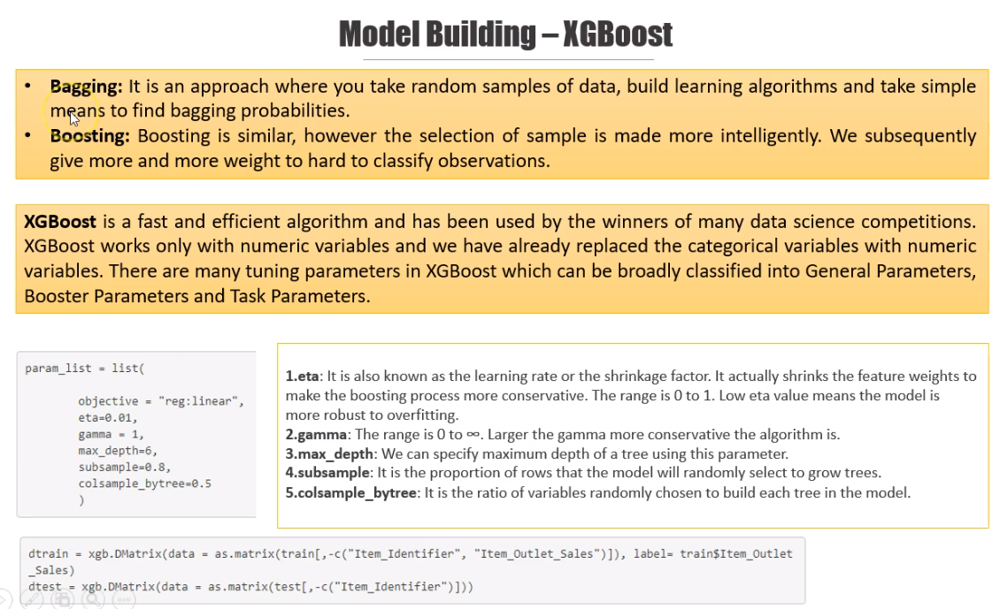 Model Building – XGBoost
• Bagging: It is an approach where you take random samples of data, build learning algorithms and take simple
means to find bagging probabilities.
• Boosting: Boosting is similar, however the selection of sample is made more intelligently. We subsequently
give more and more weight to hard to classify observations.
XGBoost is a fast and efficient algorithm and has been used by the winners of many data science competitions.
XGBoost works only with numeric variables and we have already replaced the categorical variables with numeric
variables. There are many tuning parameters in XGBoost which can be broadly classified into General Parameters,
Booster Parameters and Task Parameters.
param_list = list(
objective = "reg:linear",
eta=0.01,
gamma = 1,
max_depth=6,
subsample=0.8,
colsample_bytree=0.5
)
1.eta: It is also known as the learning rate or the shrinkage factor. It actually shrinks the feature weights to
make the boosting process more conservative. The range is 0 to 1. Low eta value means the model is
more robust to overfitting.
2.gamma: The range is 0 to ∞. Larger the gamma more conservative the algorithm is.
3.max_depth: We can specify maximum depth of a tree using this parameter.
4.subsample: It is the proportion of rows that the model will randomly select to grow trees.
5.colsample_bytree: It is the ratio of variables randomly chosen to build each tree in the model.
dtrain = xgb.DMatrix(data = as.matrix(train[,-c("Item_Identifier", "Item_Outlet_Sales")]), label= train$Item_Outlet
_Sales)
dtest = xgb.DMatrix(data = as.matrix(test[,-c("Item_Identifier")]))